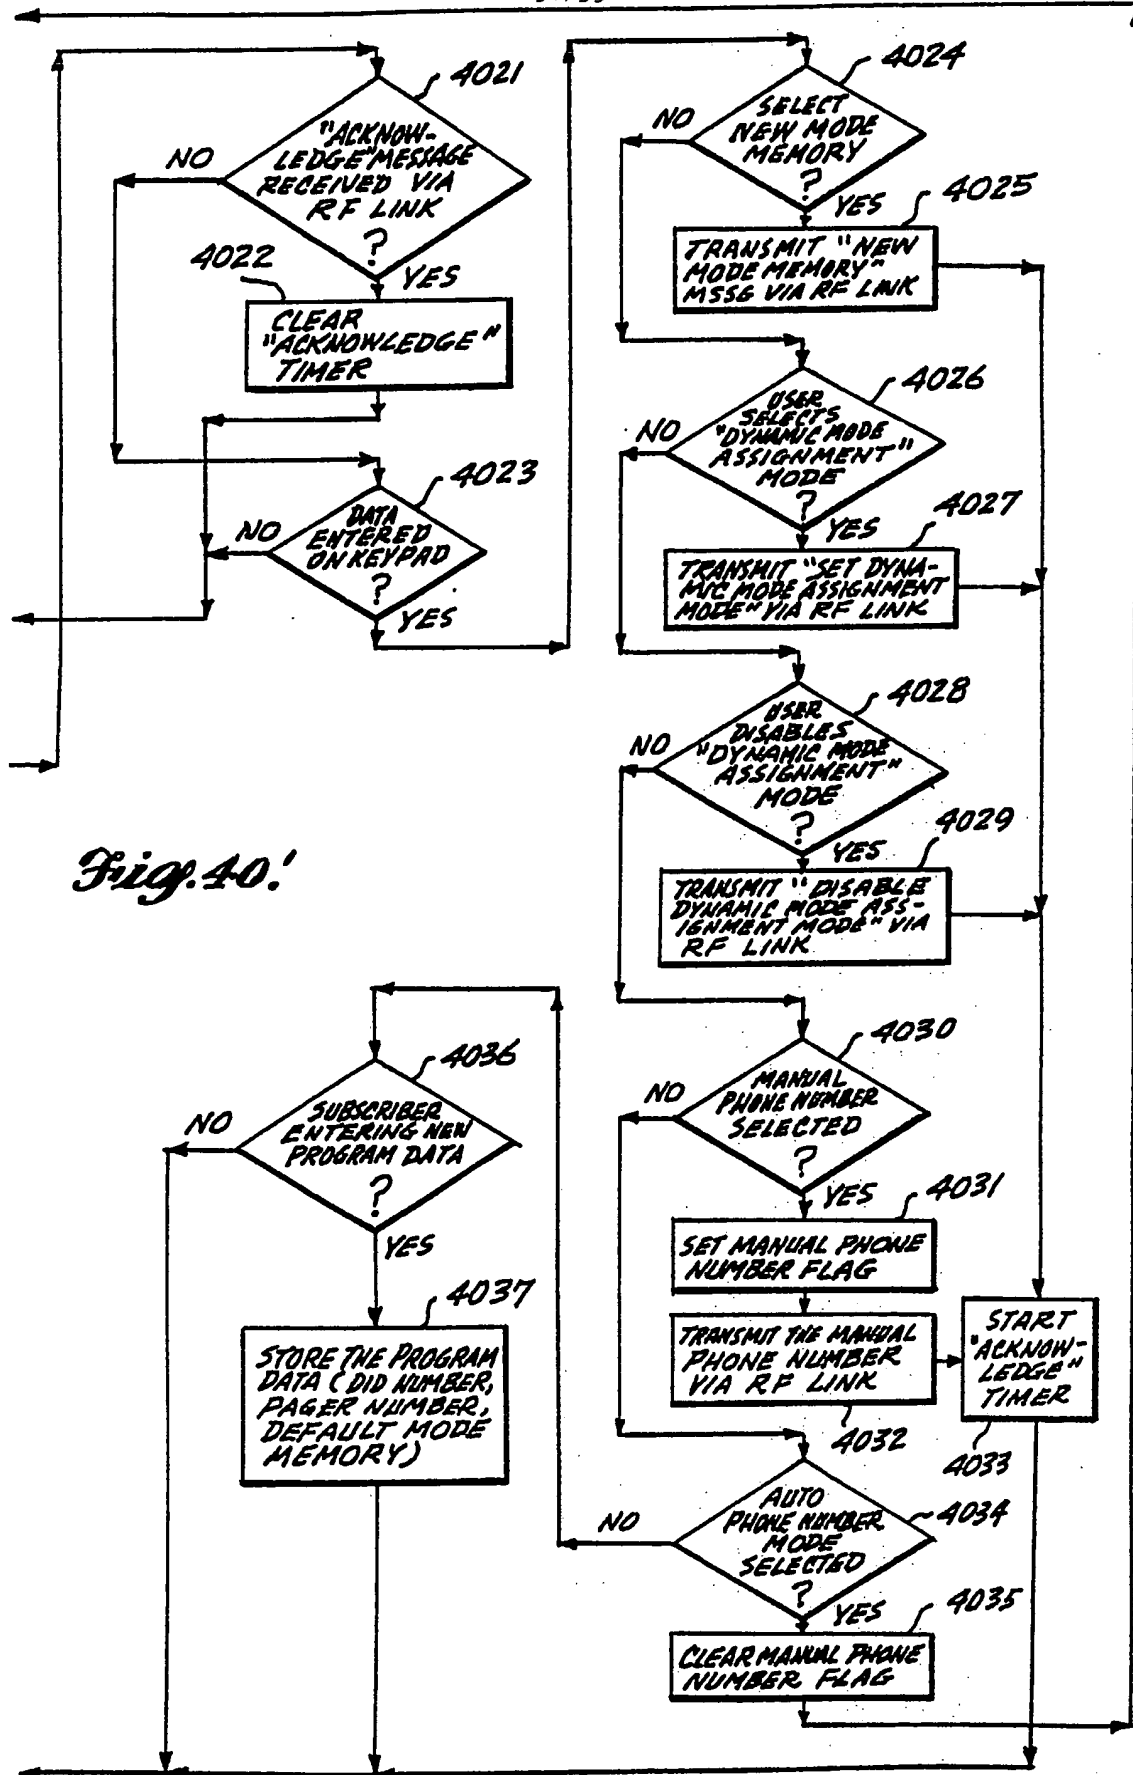 4021
"ACKNOW-
LEDGE" MESSAGE
RECEIVED VIA
RF LINK
?
NO
YES
4022
CLEAR
"ACKNOWLEDGE"
TIMER
4023
DATA
ENTERED
ON KEYPAD
?
NO
YES
4024
SELECT
NEW MODE
MEMORY
?
NO
YES
4025
TRANSMIT "NEW
MODE MEMORY"
MSSG VIA RF LINK
4026
USER
SELECTS
"DYNAMIC MODE
ASSIGNMENT"
MODE
?
NO
YES
4027
TRANSMIT "SET DYNA-
MIC MODE ASSIGNMENT
MODE" VIA RF LINK
4028
USER
DISABLES
"DYNAMIC MODE
ASSIGNMENT"
MODE
?
NO
YES
4029
TRANSMIT "DISABLE
DYNAMIC MODE ASS-
IGNMENT MODE" VIA
RF LINK
Fig. 40!
4030
MANUAL
PHONE NUMBER
SELECTED
?
NO
YES
4031
SET MANUAL PHONE
NUMBER FLAG
TRANSMIT THE MANUAL
PHONE NUMBER
VIA RF LINK
4032
START
"ACKNOW-
LEDGE"
TIMER
4033
AUTO
PHONE NUMBER
MODE
SELECTED
?
4034
NO
YES
4035
CLEAR MANUAL PHONE
NUMBER FLAG
4036
SUBSCRIBER
ENTERING NEW
PROGRAM DATA
?
NO
YES
4037
STORE THE PROGRAM
DATA (DID NUMBER,
PAGER NUMBER,
DEFAULT MODE
MEMORY)